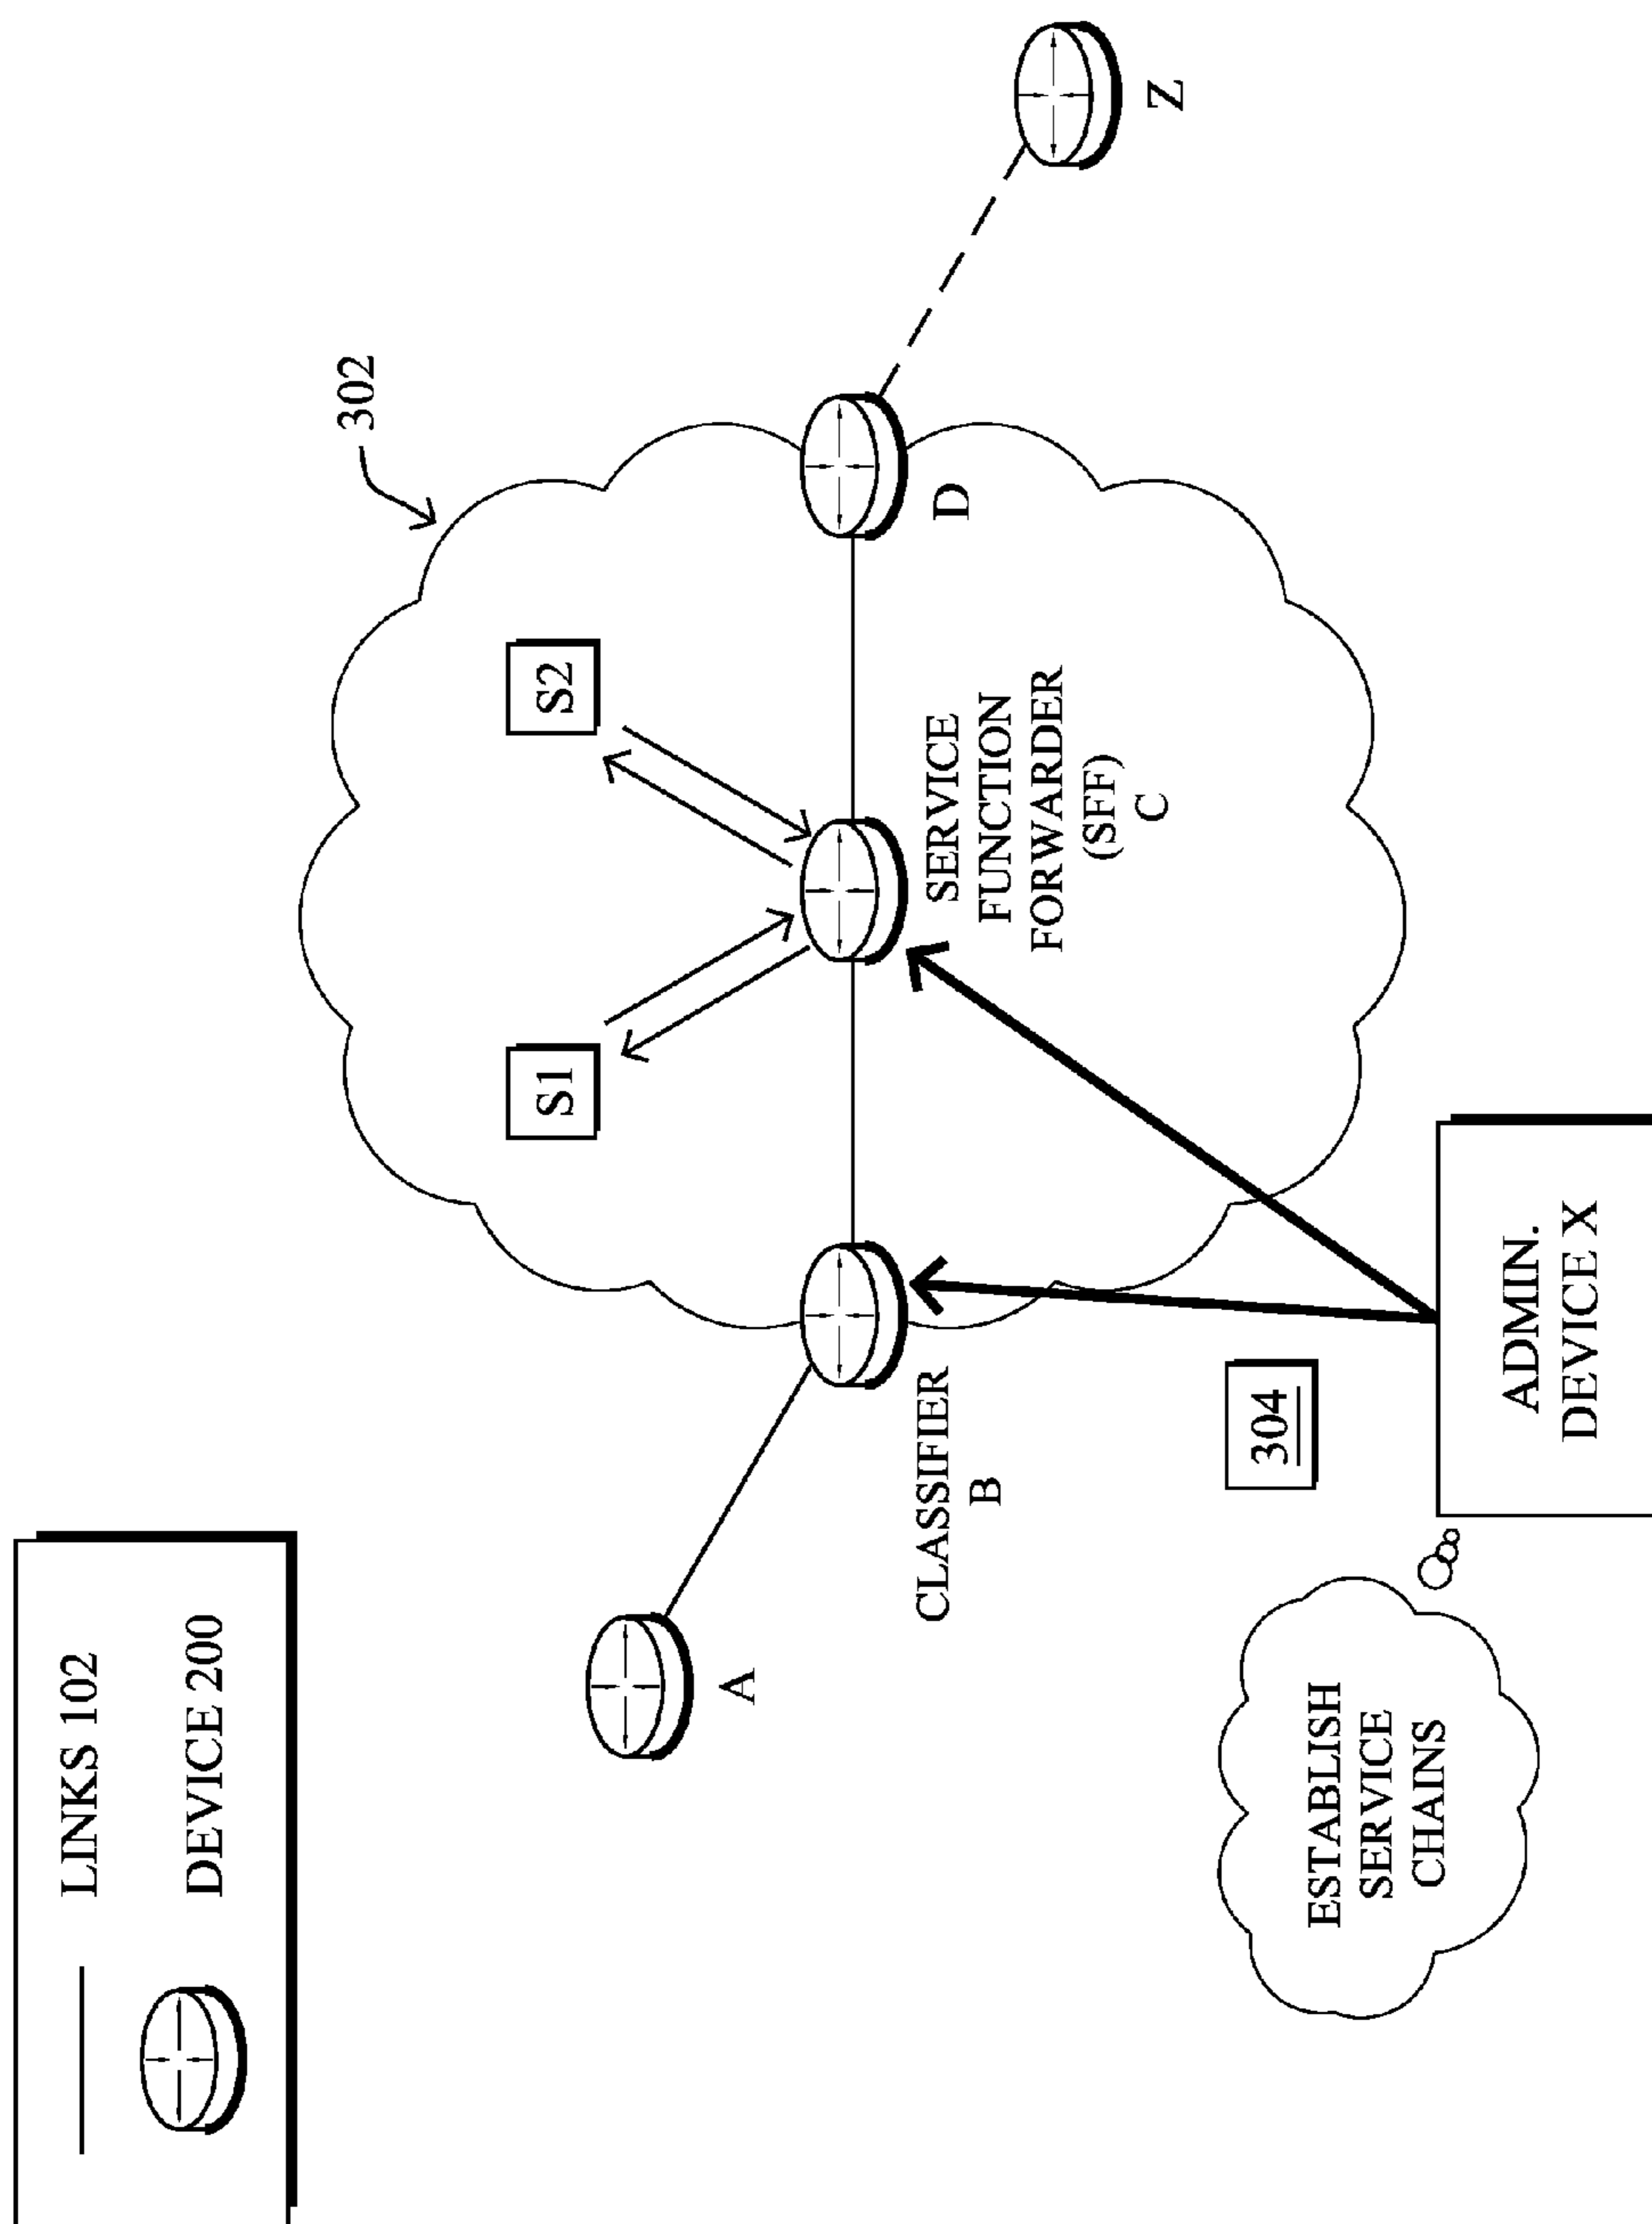 LINKS 102
DEVICE 200
302
S1
S2
A
CLASSIFIER
B
SERVICE
FUNCTION
FORWARDER
(SFF)
C
D
Z
304
ESTABLISH
SERVICE
CHAINS
ADMIN.
DEVICE X